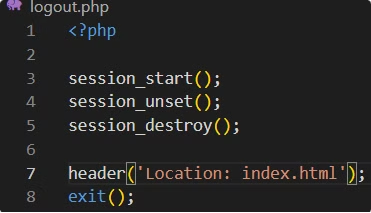 logout.php
1 <?php
2
3 session_start();
4 session_unset();
5 session_destroy();
6
7 header('Location: index.html');
8 exit();